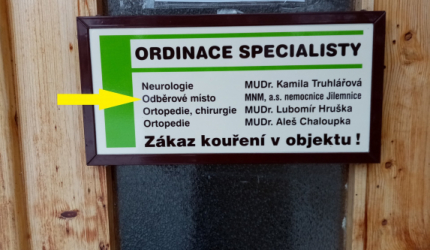 ORDINACE SPECIALISTY
Neurologie MUDr. Kamila Truhlářová
Odběrové místo MNM, a.s. nemocnice Jilemnice
Ortopedie, chirurgie MUDr. Lubomír Hruška
Ortopedie MUDr. Aleš Chaloupka
Zákaz kouření v objektu !